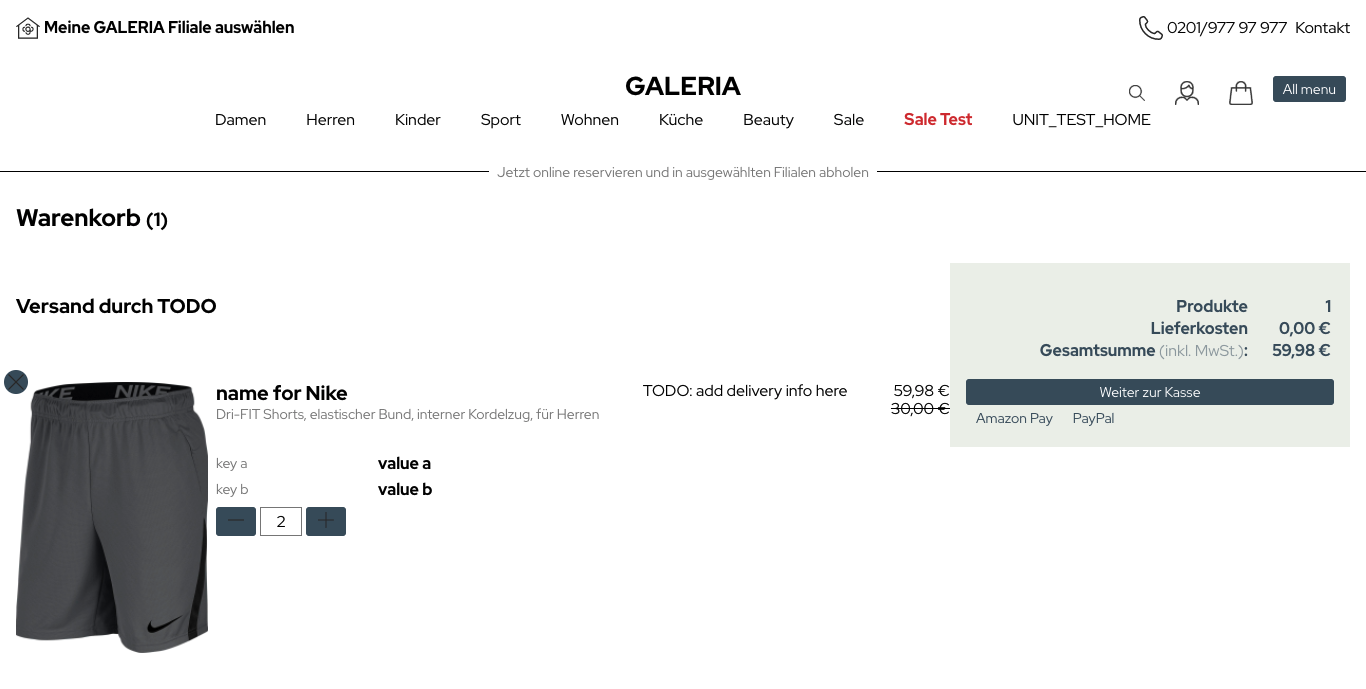 Meine GALERIA Filiale auswählen
0201/977 97 977 Kontakt
GALERIA
All menu
Damen Herren Kinder Sport Wohnen Küche Beauty Sale Sale Test UNIT_TEST_HOME
Jetzt online reservieren und in ausgewählten Filialen abholen
Warenkorb (1)
Versand durch TODO
NIKE NIKE
name for Nike
Dri-FIT Shorts, elastischer Bund, interner Kordelzug, für Herren
key a value a
key b value b
2
TODO: add delivery info here
59,98 €
30,00 €
Produkte 1
Lieferkosten 0,00 €
Gesamtsumme (inkl. MwSt.): 59,98 €
Weiter zur Kasse
Amazon Pay PayPal